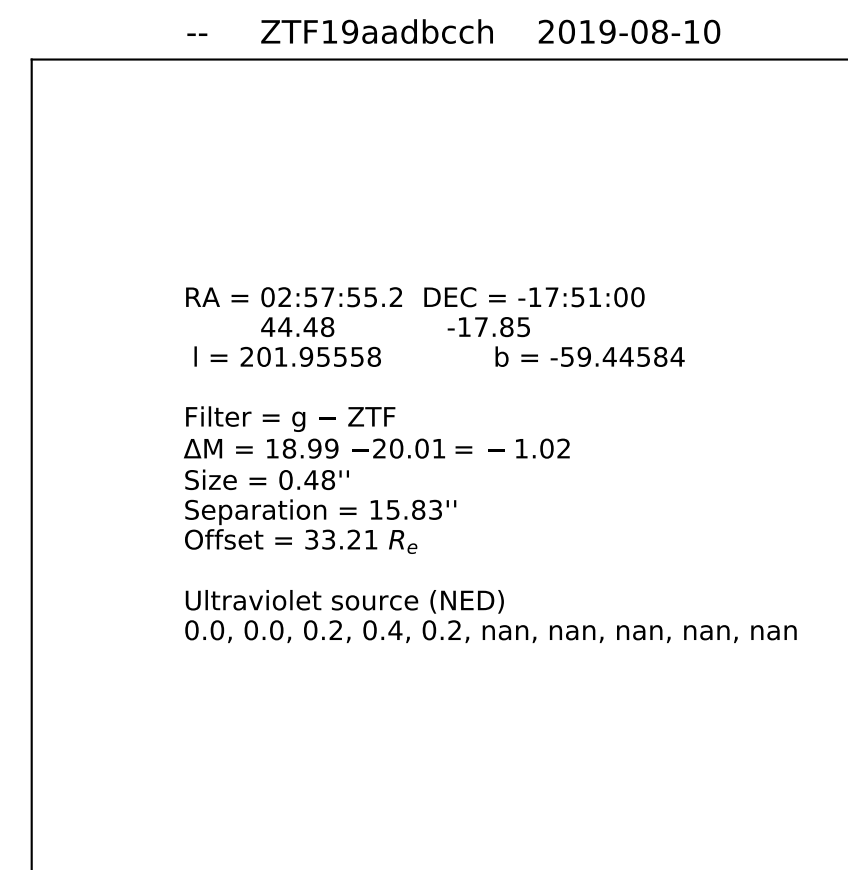 -- ZTF19aadbcch 2019-08-10
RA = 02:57:55.2 DEC = -17:51:00
44.48 -17.85
l = 201.95558 b = -59.44584
Filter = g − ZTF
ΔM = 18.99 −20.01 = − 1.02
Size = 0.48''
Separation = 15.83''
Offset = 33.21 Re
Ultraviolet source (NED)
0.0, 0.0, 0.2, 0.4, 0.2, nan, nan, nan, nan, nan